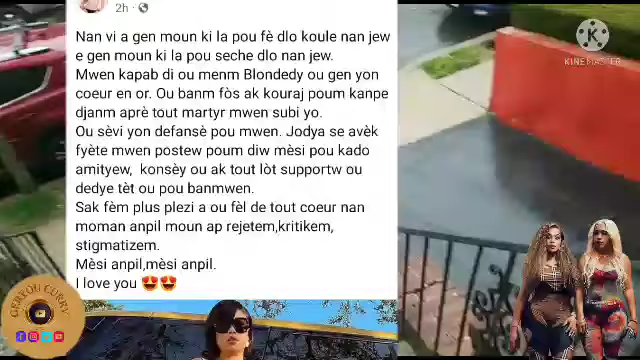 2h ·
Nan vi a gen moun ki la pou fè dlo koule nan jew
e gen moun ki la pou seche dlo nan jew.
Mwen kapab di ou menm Blondedy ou gen yon
coeur en or. Ou banm fòs ak kouraj poum kanpe
djanm aprè tout martyr mwen subi yo.
Ou sèvi yon defansè pou mwen. Jodya se avèk
fyète mwen postew poum diw mèsi pou kado
amityew, konsèy ou ak tout lòt supportw ou
dedye tèt ou pou banmwen.
Sak fèm plus plezi a ou fèl de tout coeur nan
moman anpil moun ap rejetem,kritikem,
stigmatizem.
Mèsi anpil,mèsi anpil.
I love you 😍😍
KINEMASTER